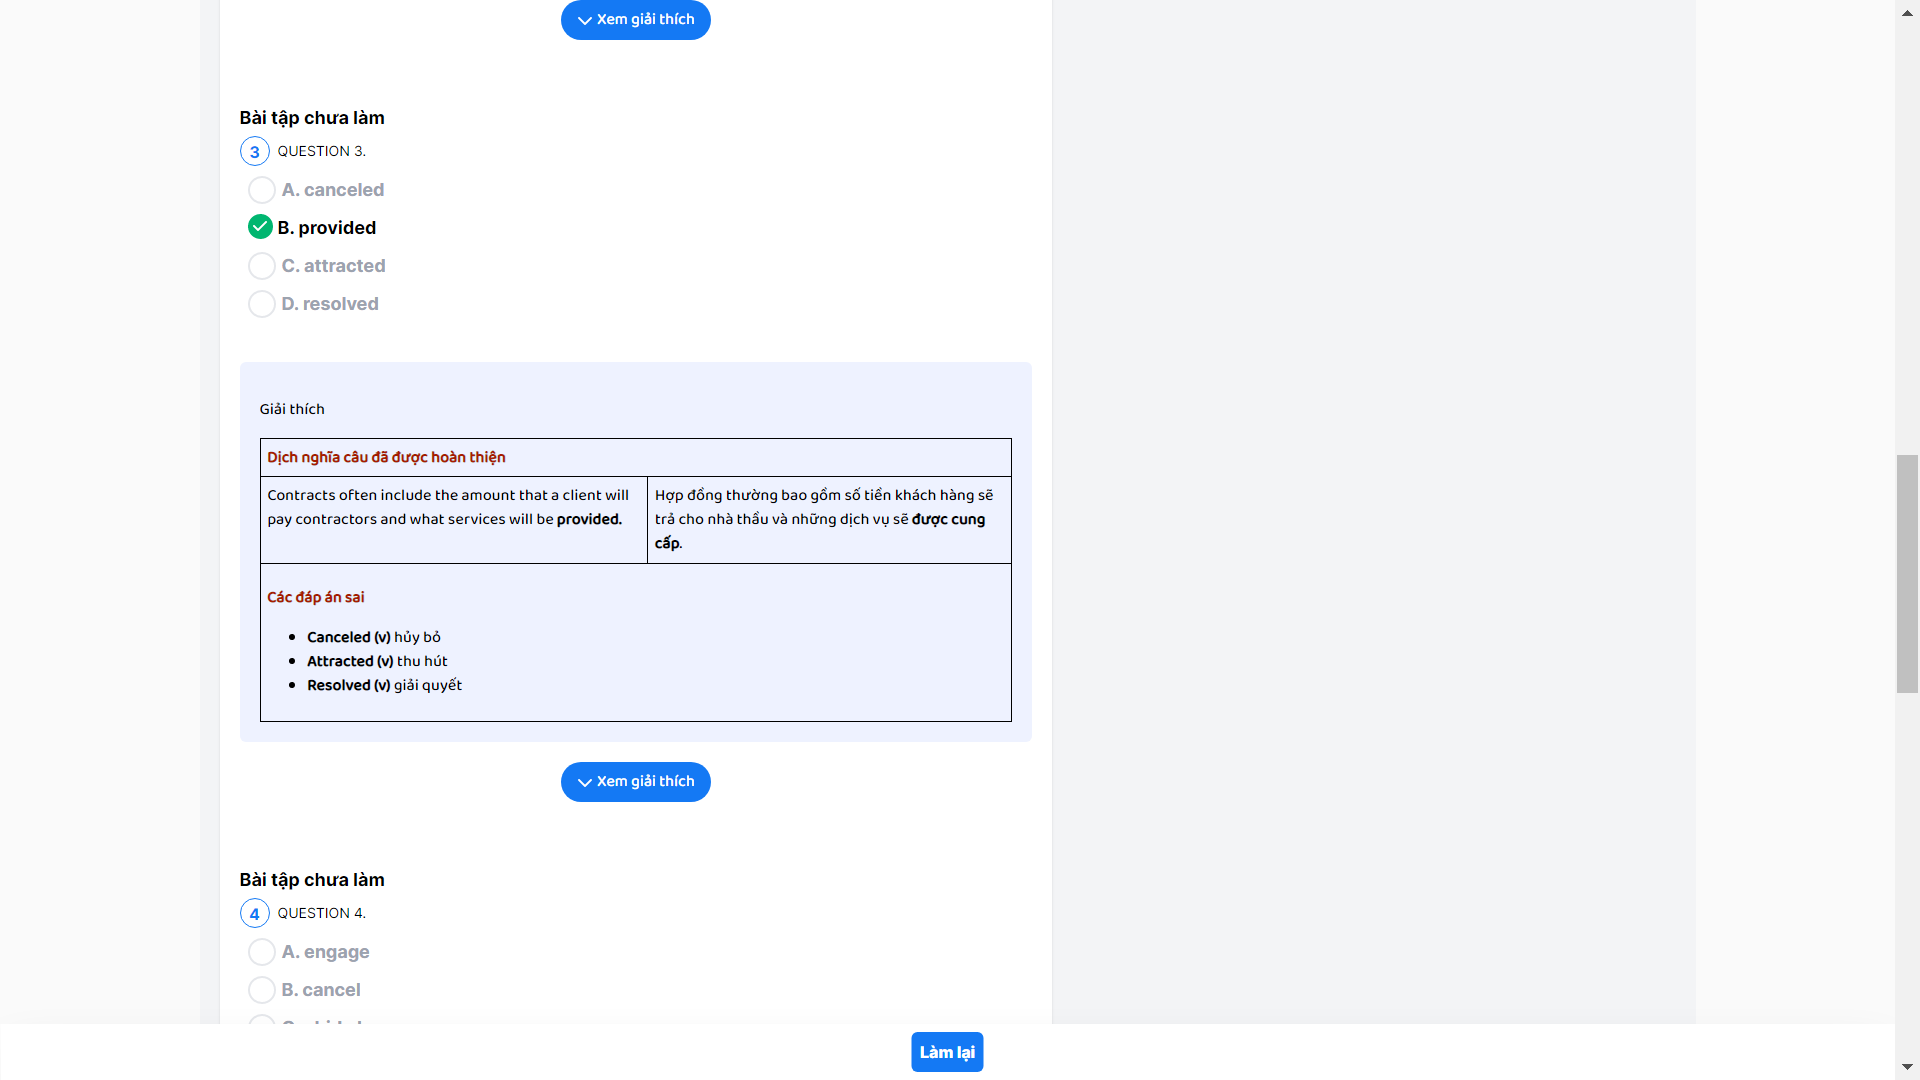 Xem giải thích
Bài tập chưa làm
3 QUESTION 3.
A. canceled
B. provided
C. attracted
D. resolved
Giải thích
Dịch nghĩa câu đã được hoàn thiện
Contracts often include the amount that a client will
pay contractors and what services will be provided.
Hợp đồng thường bao gồm số tiền khách hàng sẽ
trả cho nhà thầu và những dịch vụ sẽ được cung
cấp.
Các đáp án sai
Canceled (v) hủy bỏ
Attracted (v) thu hút
Resolved (v) giải quyết
Xem giải thích
Bài tập chưa làm
4 QUESTION 4.
A. engage
B. cancel
Làm lại